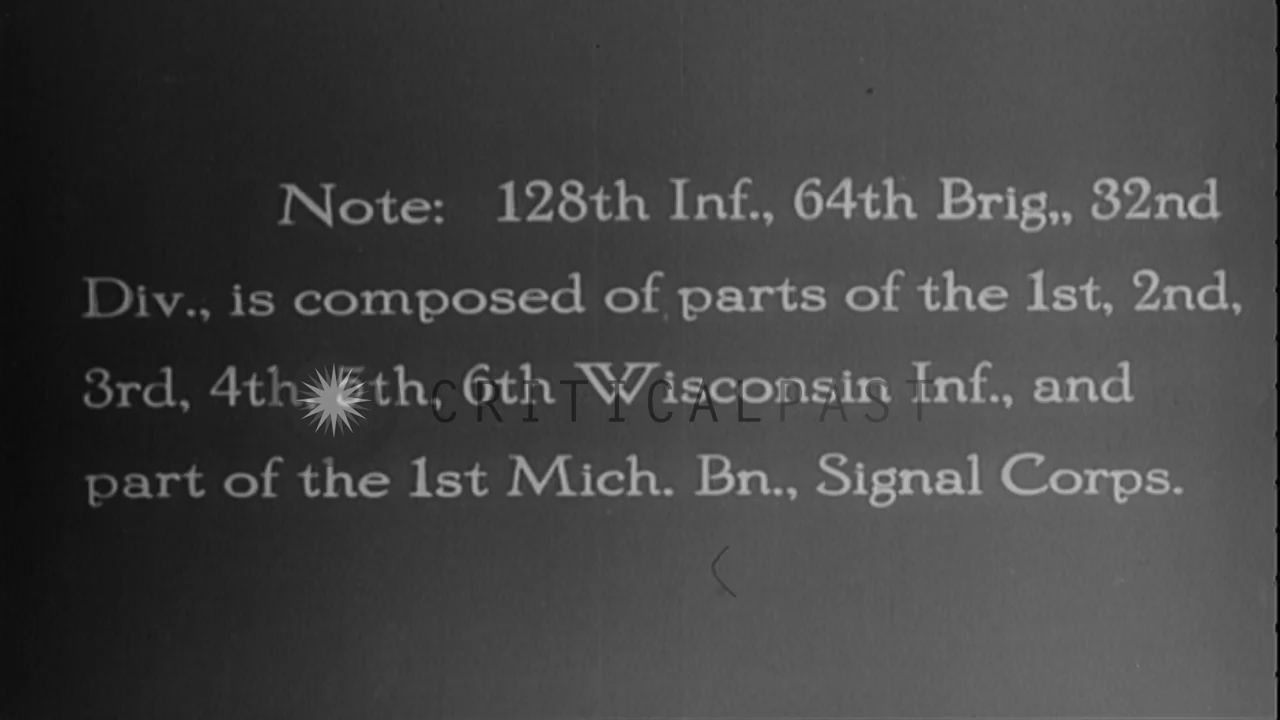 Note: 128th Inf., 64th Brig,, 32nd
Div., is composed of parts of the 1st, 2nd,
3rd, 4th, 5th, 6th Wisconsin Inf., and
CRITICALPAST
part of the 1st Mich. Bn., Signal Corps.